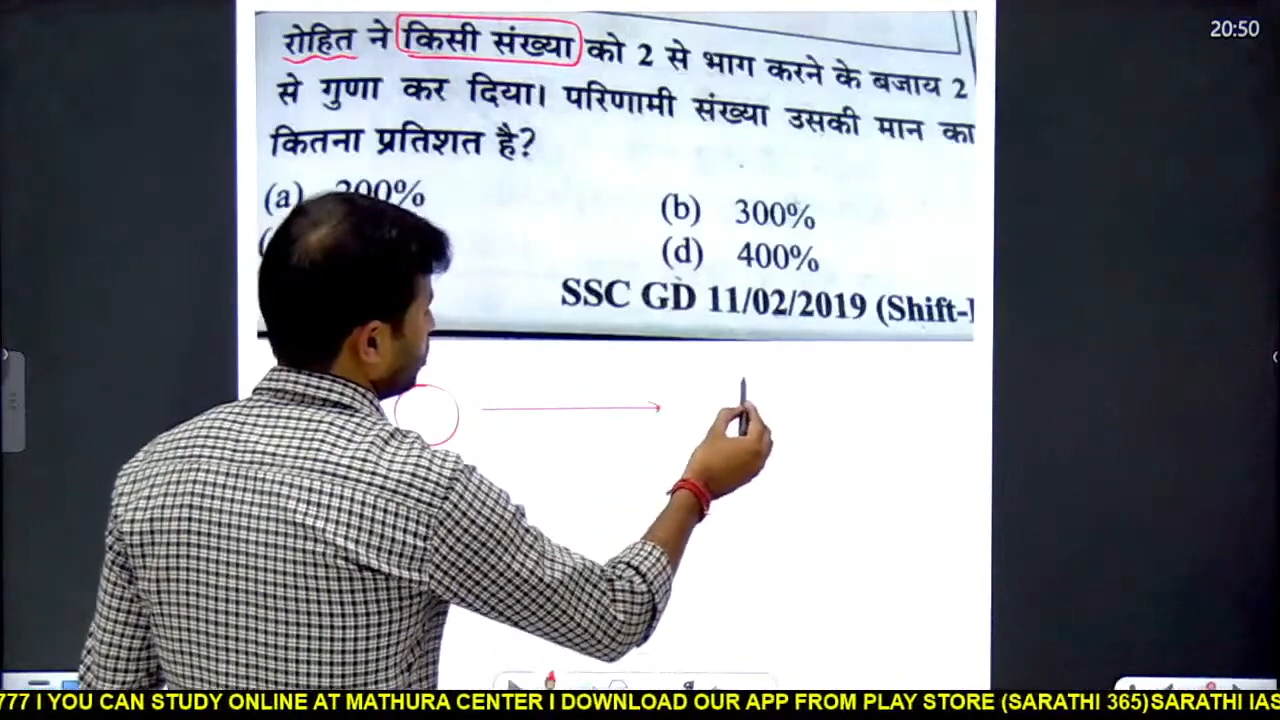 20:50
रोहित ने किसी संख्या को 2 से भाग करने के बजाय 2
से गुणा कर दिया। परिणामी संख्या उसकी मान का
कितना प्रतिशत है?
(a) 200% (b) 300%
(d) 400%
SSC GD 11/02/2019 (Shift-I
777 I YOU CAN STUDY ONLINE AT MATHURA CENTER I DOWNLOAD OUR APP FROM PLAY STORE (SARATHI 365)SARATHI IAS